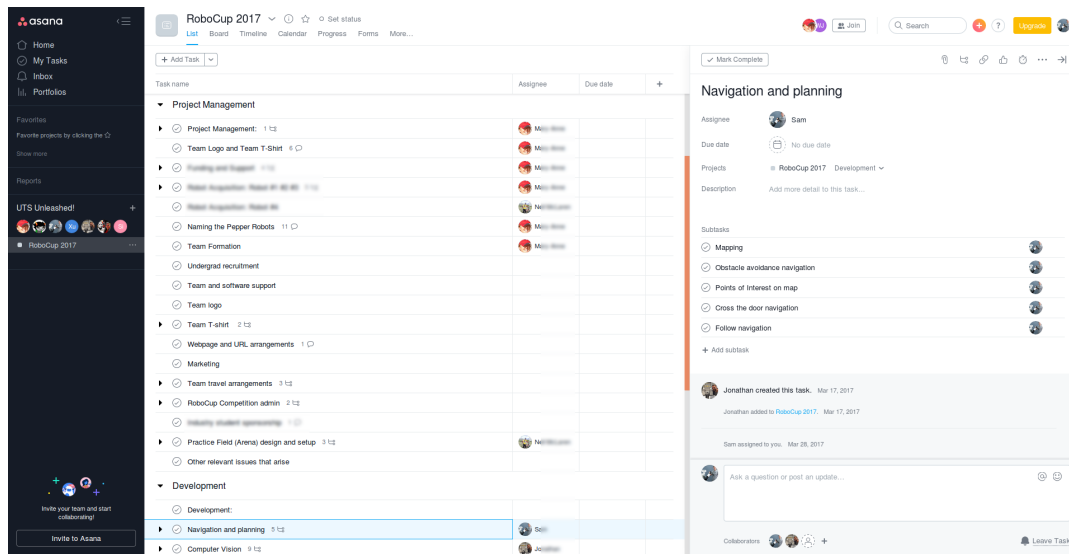 asana
Home
My Tasks
Inbox
Portfolios
Favorites
Favorite projects by clicking the
Show more
Reports
UTS Unleashed!
+
Xu
S
RoboCup 2017
Invite your team and start
collaborating!
Invite to Asana
RoboCup 2017
Set status
List Board Timeline Calendar Progress Forms More...
Join
Search
+
?
Upgrade
+ Add Task
Task name Assignee Due date +
Project Management
Project Management: 1
Team Logo and Team T-Shirt 6
Naming the Pepper Robots 11
Team Formation
Undergrad recruitment
Team and software support
Team logo
Team T-shirt 2
Webpage and URL arrangements 1
Marketing
Team travel arrangements 3
RoboCup Competition admin 2
Practice Field (Arena) design and setup 3
Other relevant issues that arise
Development
Development:
Navigation and planning 5
Computer Vision 9
Mark Complete
Navigation and planning
Assignee Sam
Due date No due date
Projects RoboCup 2017 Development
Description Add more detail to this task...
Subtasks
Mapping
Obstacle avoidance navigation
Points of Interest on map
Cross the door navigation
Follow navigation
+ Add subtask
Jonathan created this task. Mar 17, 2017
Jonathan added to RoboCup 2017. Mar 17, 2017
Sam assigned to you. Mar 28, 2017
Ask a question or post an update...
Collaborators +
Leave Task